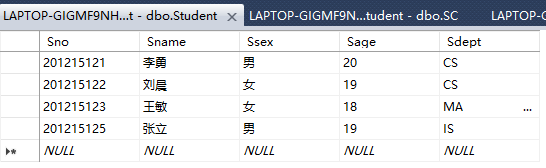 LAPTOP-GIGMF9NH...t - dbo.Student × LAPTOP-GIGMF9N...tudent - dbo.SC LAPTOP-GIGMF
Sno Sname Ssex Sage Sdept
201215121 李勇 男 20 CS
201215122 刘晨 女 19 CS
201215123 王敏 女 18 MA ...
201215125 张立 男 19 IS
NULL NULL NULL NULL NULL